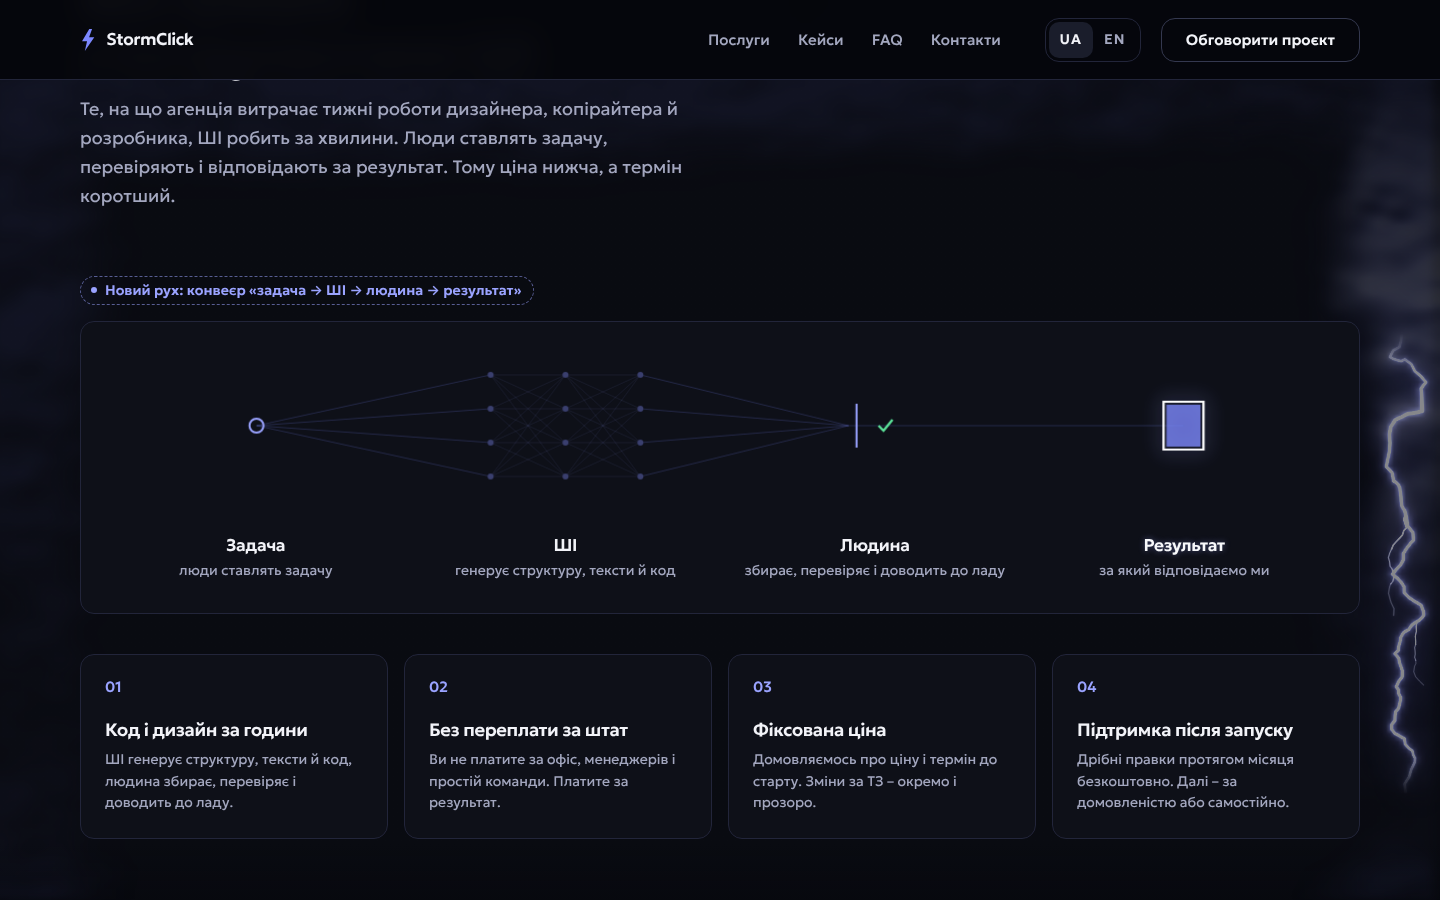 StormClick
Послуги
Кейси
FAQ
Контакти
UA
EN
Обговорити проєкт
Те, на що агенція витрачає тижні роботи дизайнера, копірайтера й
розробника, ШІ робить за хвилини. Люди ставлять задачу,
перевіряють і відповідають за результат. Тому ціна нижча, а термін
коротший.
Новий рух: конвеєр «задача → ШІ → людина → результат»
Задача
люди ставлять задачу
ШІ
генерує структуру, тексти й код
Людина
збирає, перевіряє і доводить до ладу
Результат
за який відповідаємо ми
01
Код і дизайн за години
ШІ генерує структуру, тексти й код,
людина збирає, перевіряє і
доводить до ладу.
02
Без переплати за штат
Ви не платите за офіс, менеджерів і
простій команди. Платите за
результат.
03
Фіксована ціна
Домовляємось про ціну і термін до
старту. Зміни за ТЗ – окремо і
прозоро.
04
Підтримка після запуску
Дрібні правки протягом місяця
безкоштовно. Далі – за
домовленістю або самостійно.